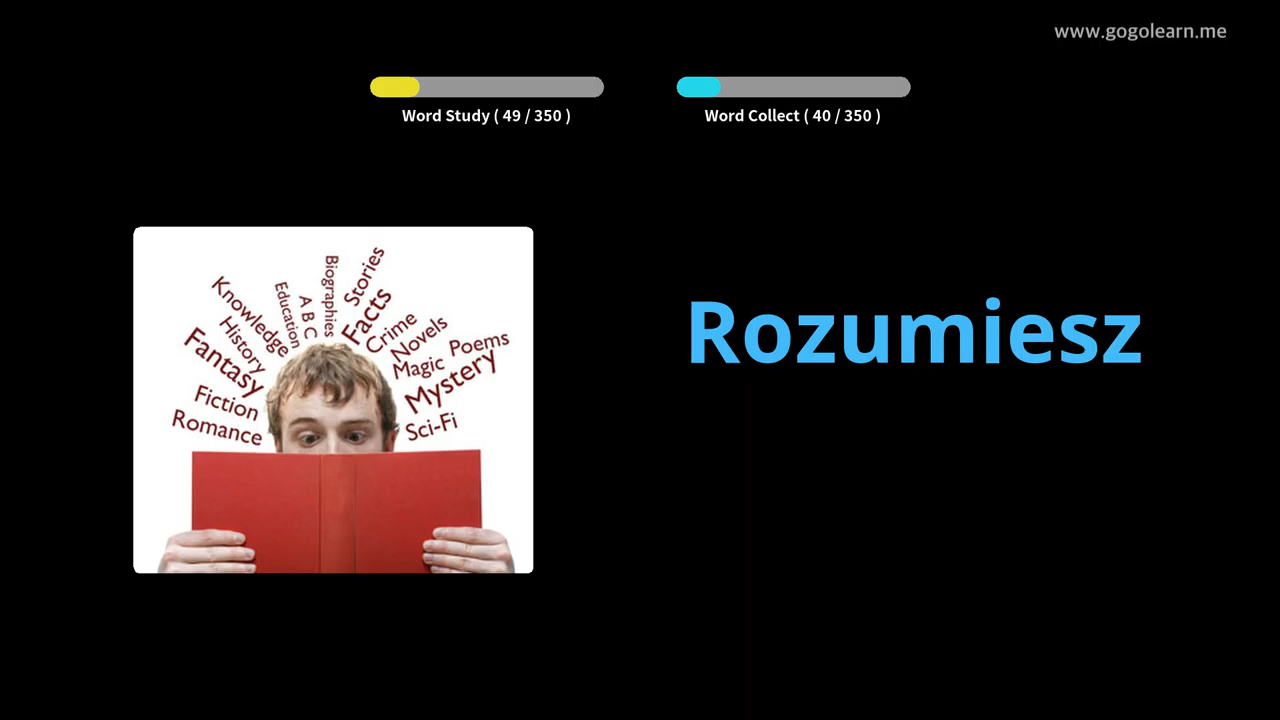 www.gogolearn.me
Word Study ( 49 / 350 )
Word Collect ( 40 / 350 )
Rozumiesz
Knowledge
History
Fantasy
Fiction
Romance
Education
A B C
Biographies
Stories
Facts
Crime
Novels
Magic
Poems
Mystery
Sci-Fi